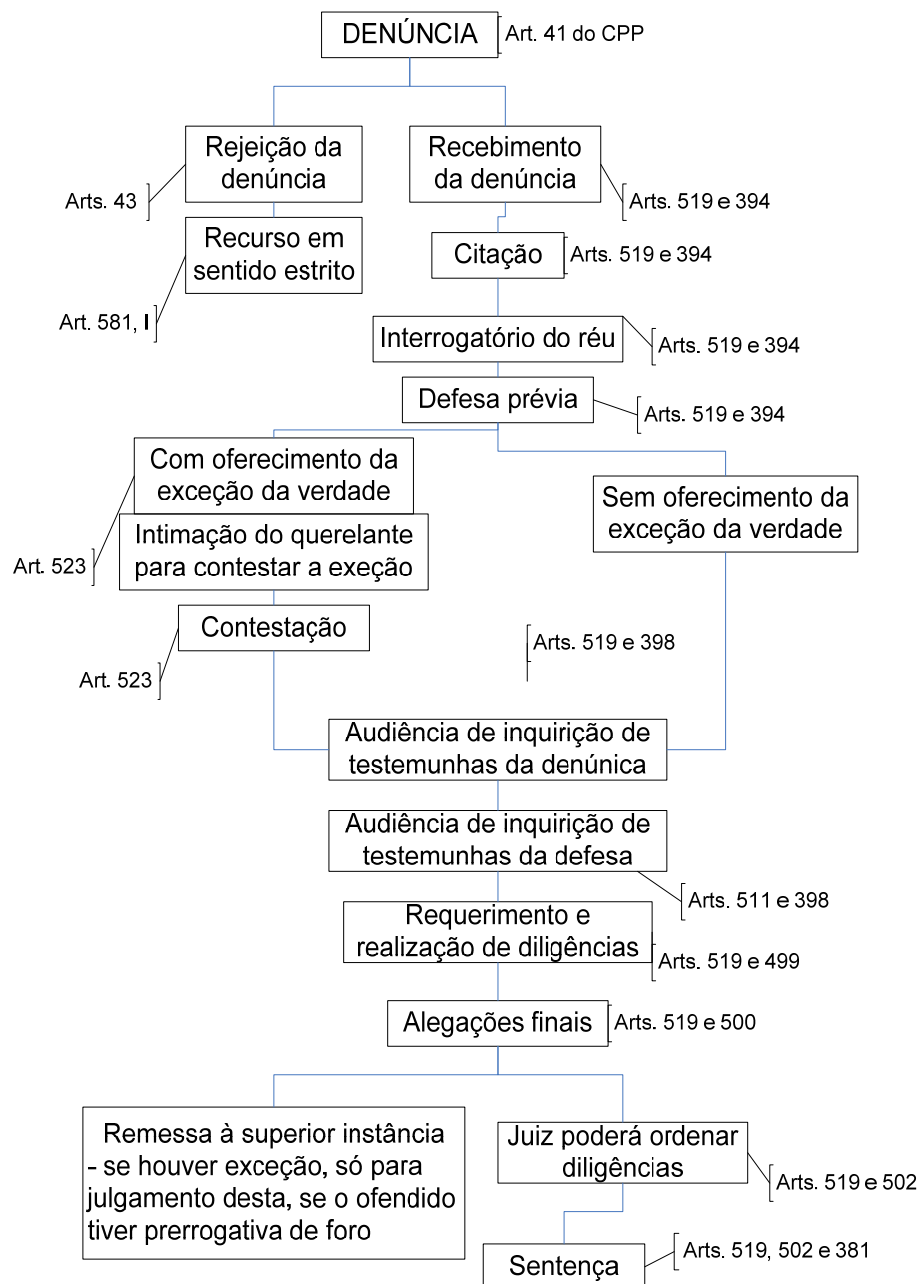 DENÚNCIA
Art. 41 do CPP
Rejeição da
denúncia
Recebimento
da denúncia
Arts. 43
Arts. 519 e 394
Recurso em
sentido estrito
Citação
Arts. 519 e 394
Art. 581, I
Interrogatório do réu
Arts. 519 e 394
Defesa prévia
Arts. 519 e 394
Com oferecimento da
exceção da verdade
Sem oferecimento da
exceção da verdade
Intimação do querelante
para contestar a exeção
Art. 523
Contestação
Arts. 519 e 398
Art. 523
Audiência de inquirição de
testemunhas da denúnica
Audiência de inquirição de
testemunhas da defesa
Arts. 511 e 398
Requerimento e
realização de diligências
Arts. 519 e 499
Alegações finais
Arts. 519 e 500
Remessa à superior instância
- se houver exceção, só para
julgamento desta, se o ofendido
tiver prerrogativa de foro
Juiz poderá ordenar
diligências
Arts. 519 e 502
Sentença
Arts. 519, 502 e 381